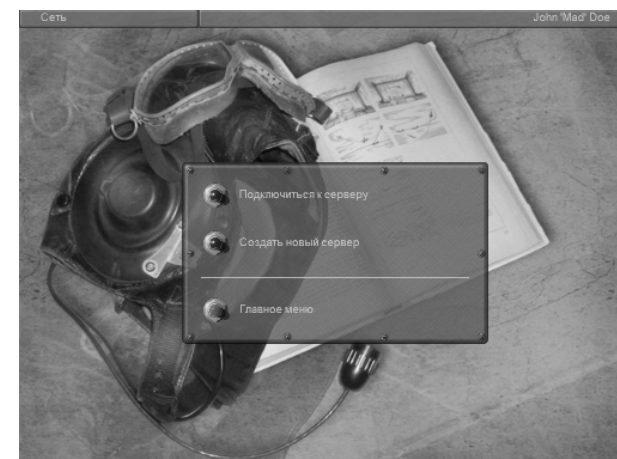 Сеть
John 'Mad' Doe
Подключиться к серверу
Создать новый сервер
Главное меню